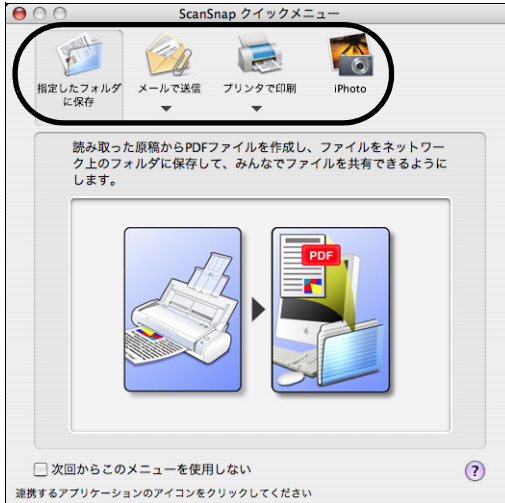 ScanSnap クイックメニュー
指定したフォルダ
に保存
メールで送信
プリンタで印刷
iPhoto
読み取った原稿からPDFファイルを作成し、ファイルをネットワー
ク上のフォルダに保存して、みんなでファイルを共有できるように
します。
PDF
次回からこのメニューを使用しない
?
連携するアプリケーションのアイコンをクリックしてください